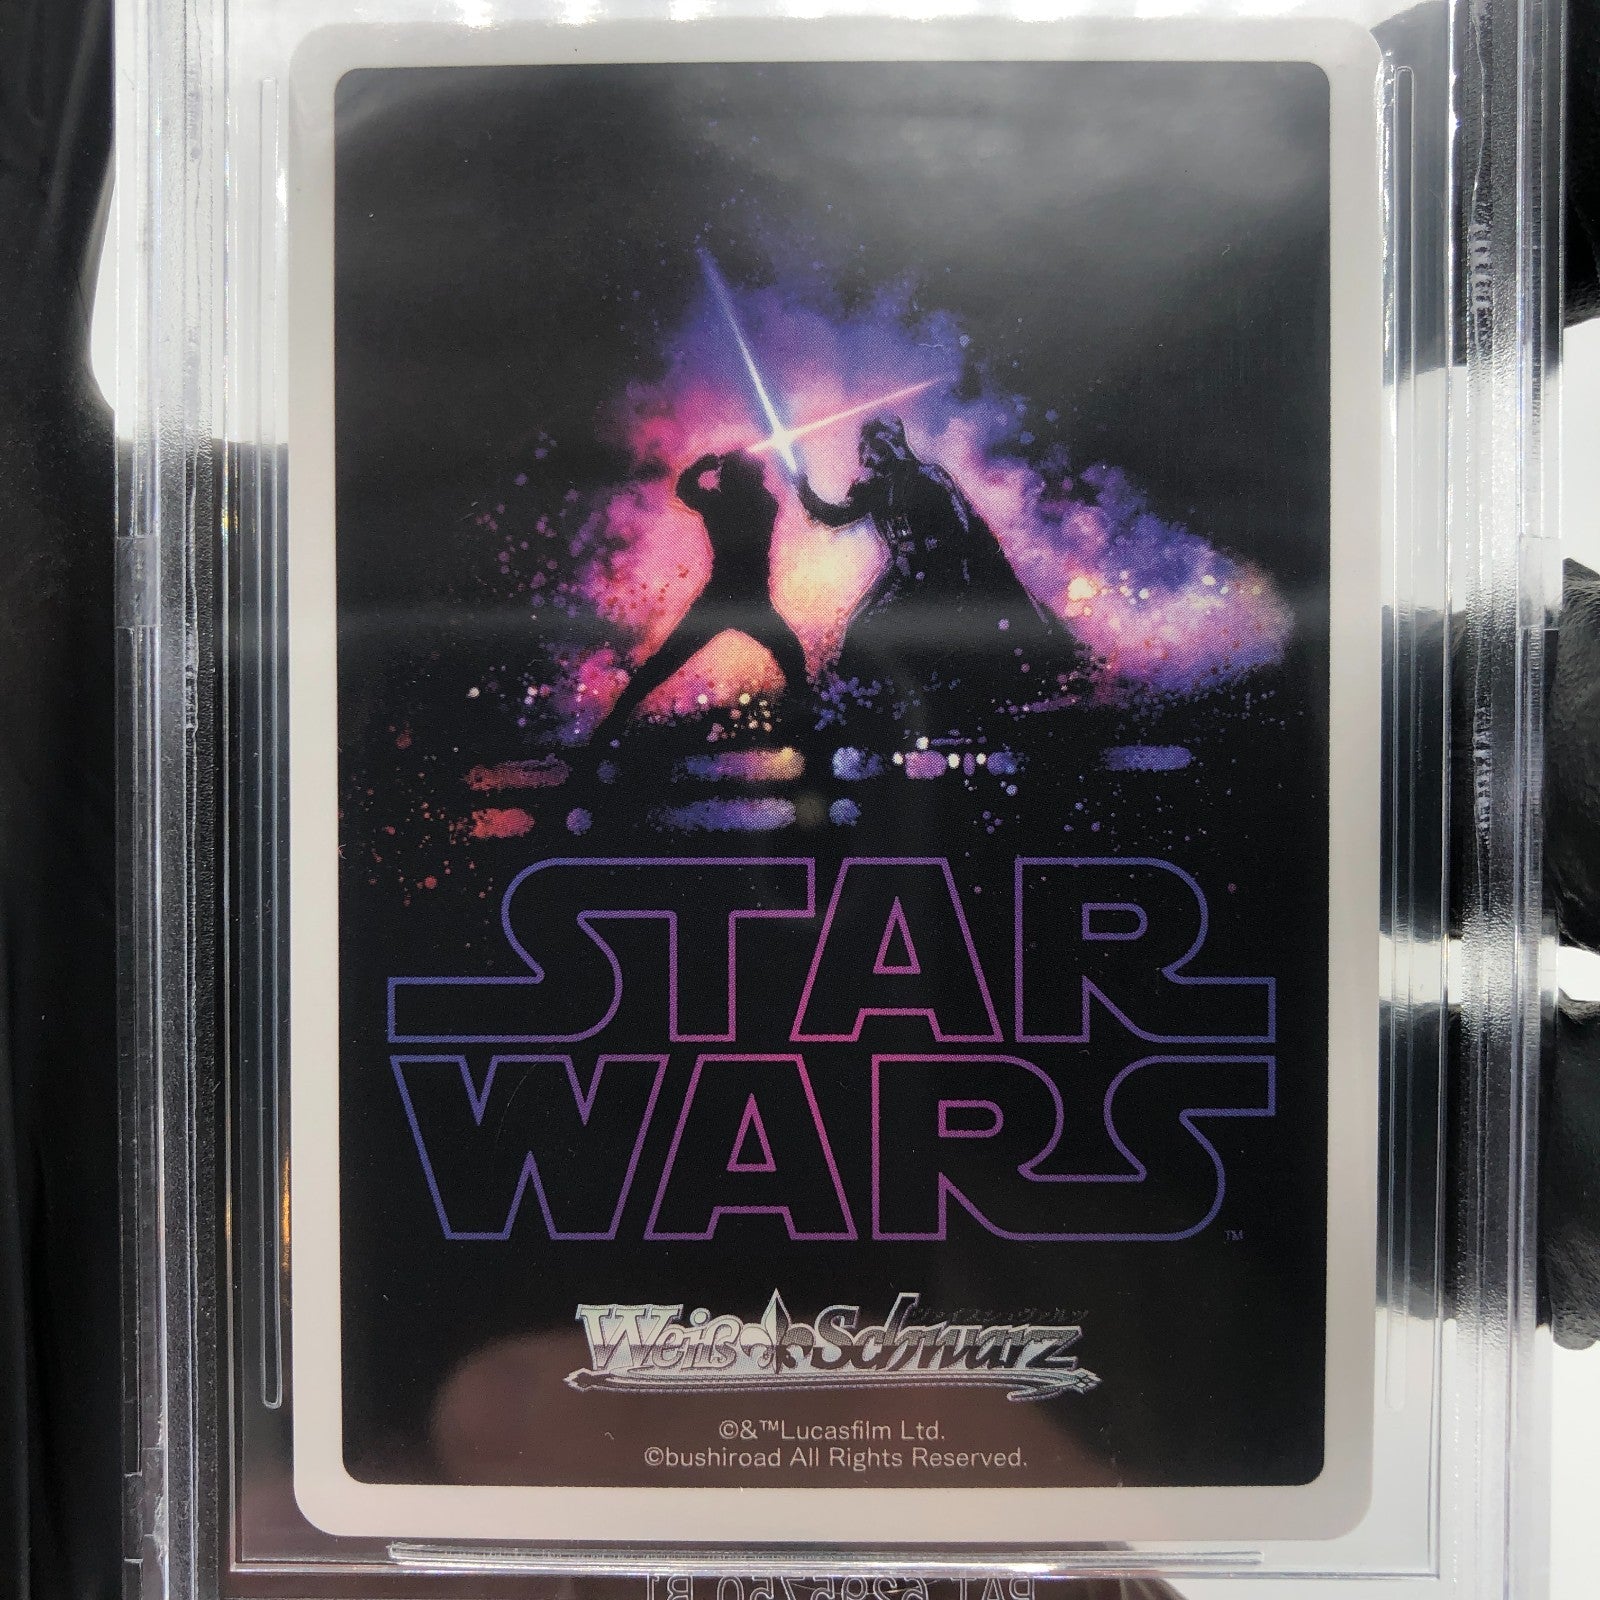 STAR
WARS
TM
Weiß Schwarz
©&™Lucasfilm Ltd.
©bushiroad All Rights Reserved.